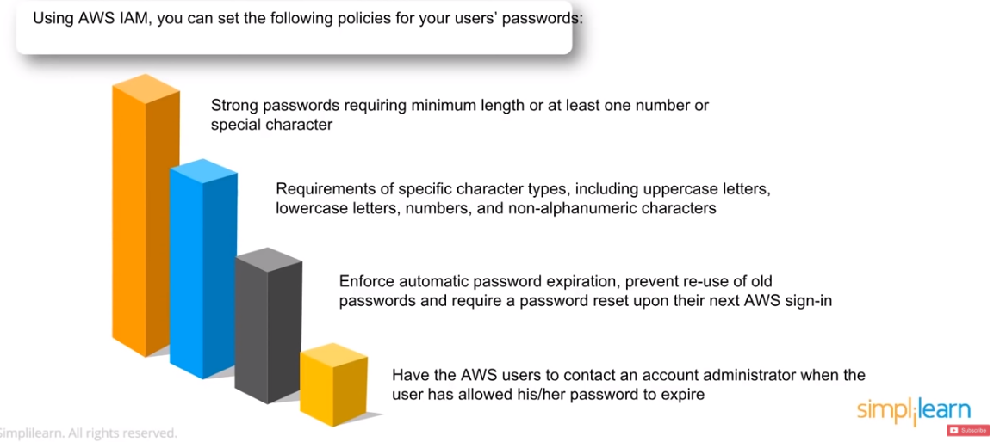 Using AWS IAM, you can set the following policies for your users’ passwords:
Strong passwords requiring minimum length or at least one number or
special character
Requirements of specific character types, including uppercase letters,
lowercase letters, numbers, and non-alphanumeric characters
Enforce automatic password expiration, prevent re-use of old
passwords and require a password reset upon their next AWS sign-in
Have the AWS users to contact an account administrator when the
user has allowed his/her password to expire
simplilearn
Subscribe
Simplilearn. All rights reserved.